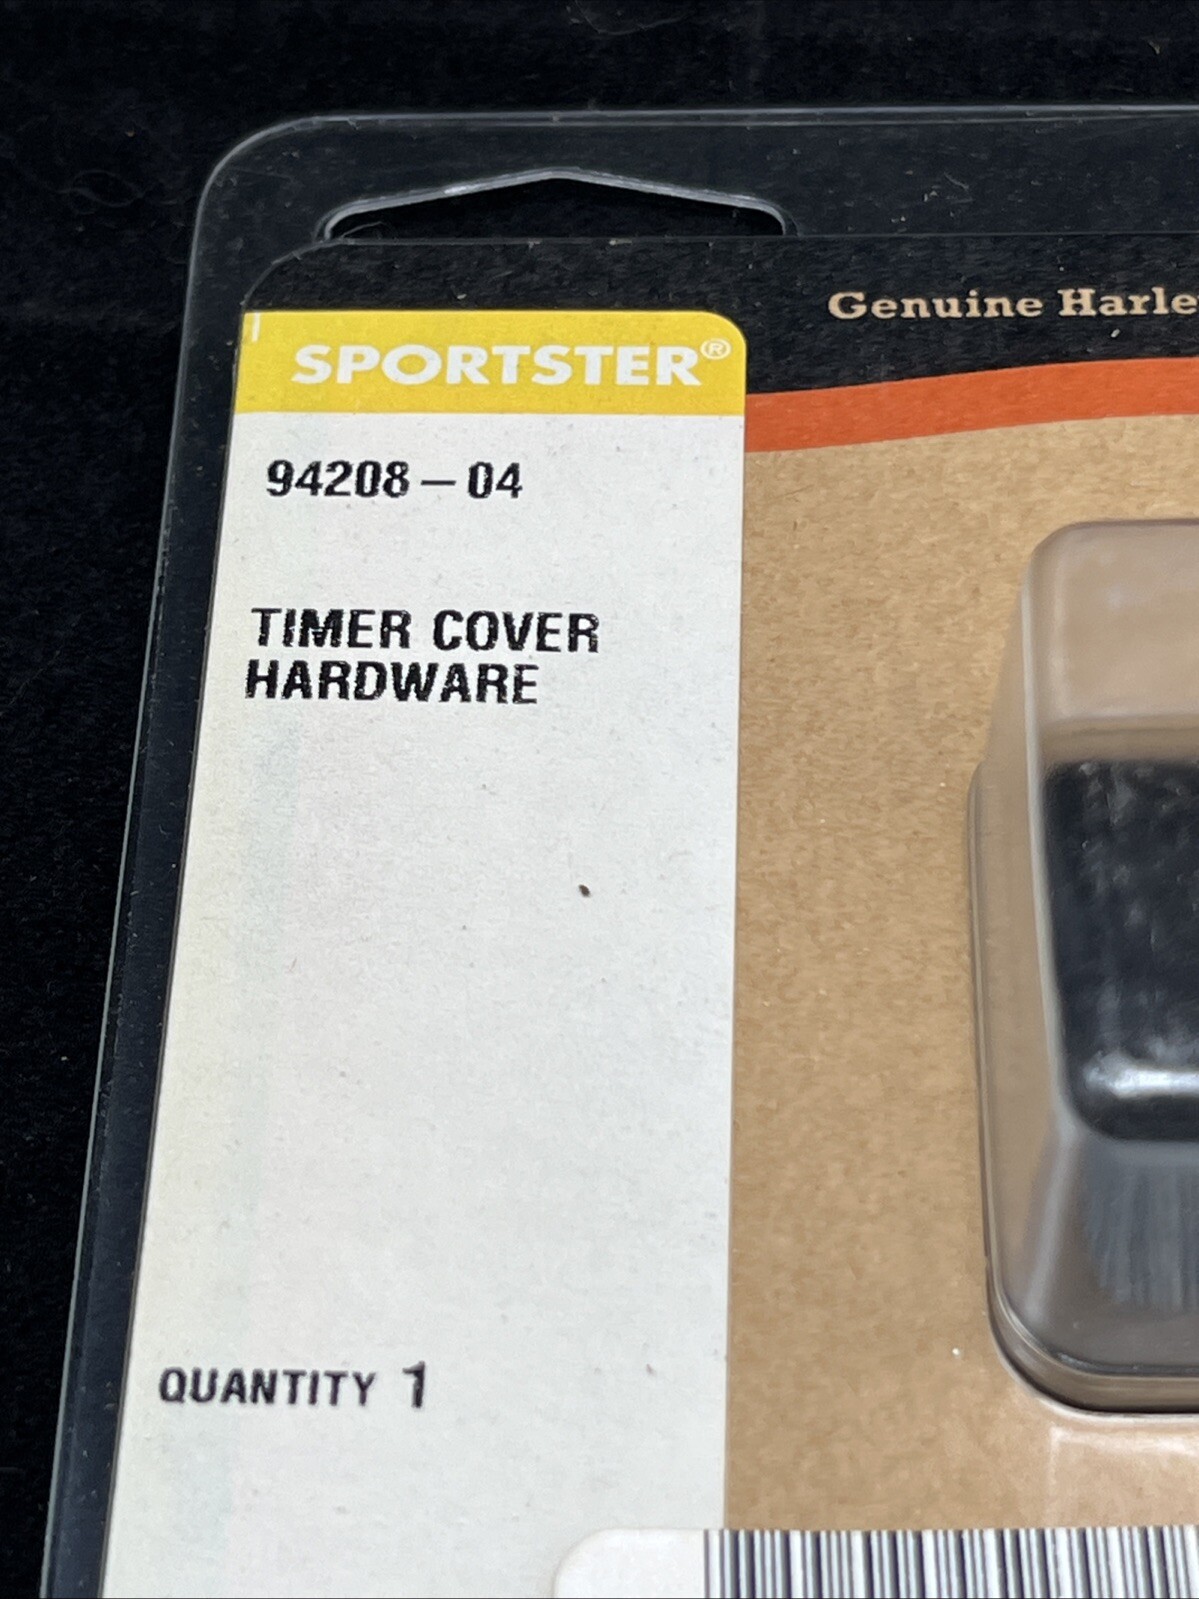 Genuine Harle
SPORTSTER®
94208-04
TIMER COVER
HARDWARE
QUANTITY 1